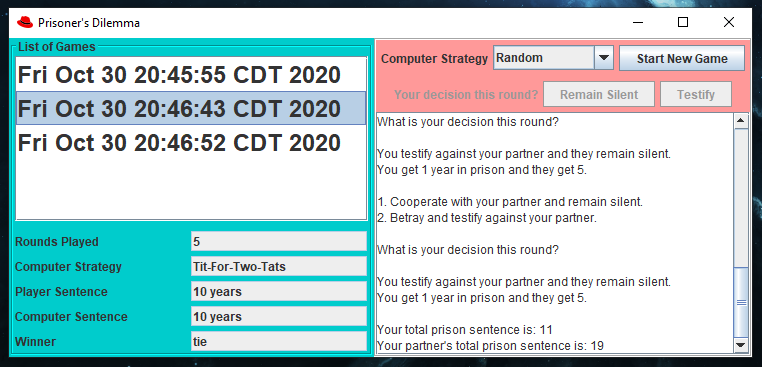 Prisoner's Dilemma
List of Games
Fri Oct 30 20:45:55 CDT 2020
Fri Oct 30 20:46:43 CDT 2020
Fri Oct 30 20:46:52 CDT 2020
Rounds Played 5
Computer Strategy Tit-For-Two-Tats
Player Sentence 10 years
Computer Sentence 10 years
Winner tie
Computer Strategy Random Start New Game
Your decision this round? Remain Silent Testify
What is your decision this round?
You testify against your partner and they remain silent.
You get 1 year in prison and they get 5.
1. Cooperate with your partner and remain silent.
2. Betray and testify against your partner.
What is your decision this round?
You testify against your partner and they remain silent.
You get 1 year in prison and they get 5.
Your total prison sentence is: 11
Your partner's total prison sentence is: 19